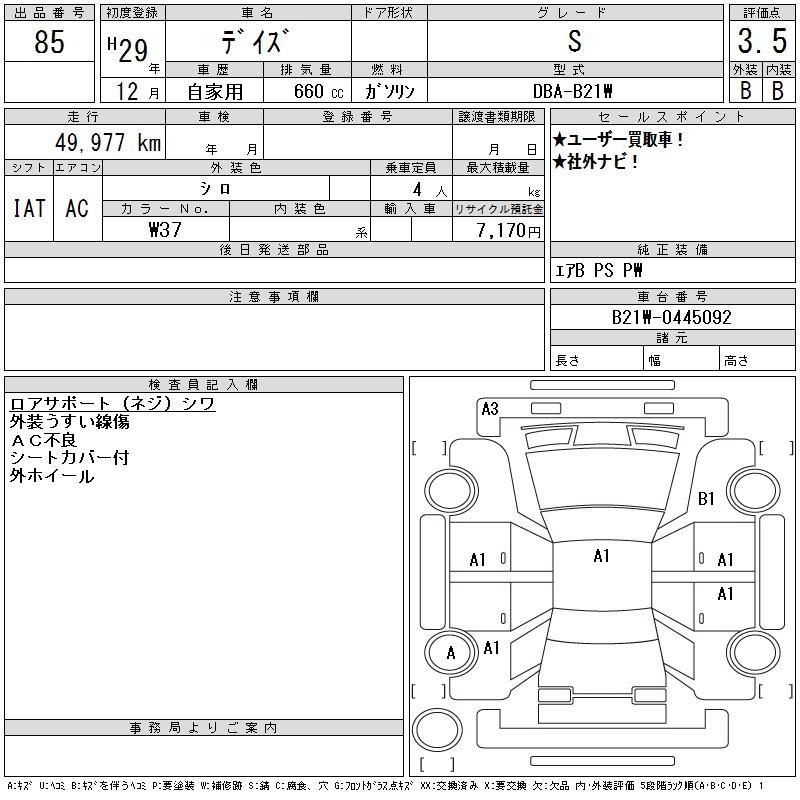 出品番号 初度登録 車名 ドア形状 グレード 評価点
85 H29年 ﾃﾞｲｽﾞ S 3.5
車歴 排気量 燃料 型式 外装 内装
12月 自家用 660 cc ｶﾞｿﾘﾝ DBA-B21W B B
走行 車検 登録番号 譲渡書類期限 セールスポイント
49,977 km 年 月 月 日 ★ユーザー買取車！
★社外ナビ！
シフト エアコン 外装色 乗車定員 最大積載量
IAT AC シロ 4人 kg
カラーNo. 内装色 輸入車 リサイクル預託金
W37 系 7,170円
後日発送部品 純正装備
ｴｱB PS PW
注意事項欄 車台番号
B21W-0445092
諸元
長さ 幅 高さ
検査員記入欄
ロアサポート（ネジ）シワ
外装うすい線傷
ＡＣ不良
シートカバー付
外ホイール
A3
B1
A1 A1 A1
A1
A A1
事務局よりご案内
A:ｷｽﾞ U:ﾍｺﾐ B:ｷｽﾞを伴うﾍｺﾐ P:要塗装 W:補修跡 S:錆 C:腐食、穴 G:ﾌﾛﾝﾄｶﾞﾗｽ点ｷｽﾞ XX:交換済み X:要交換 欠:欠品 内･外装評価 5段階ﾗﾝｸ順(A･B･C･D･E) 1